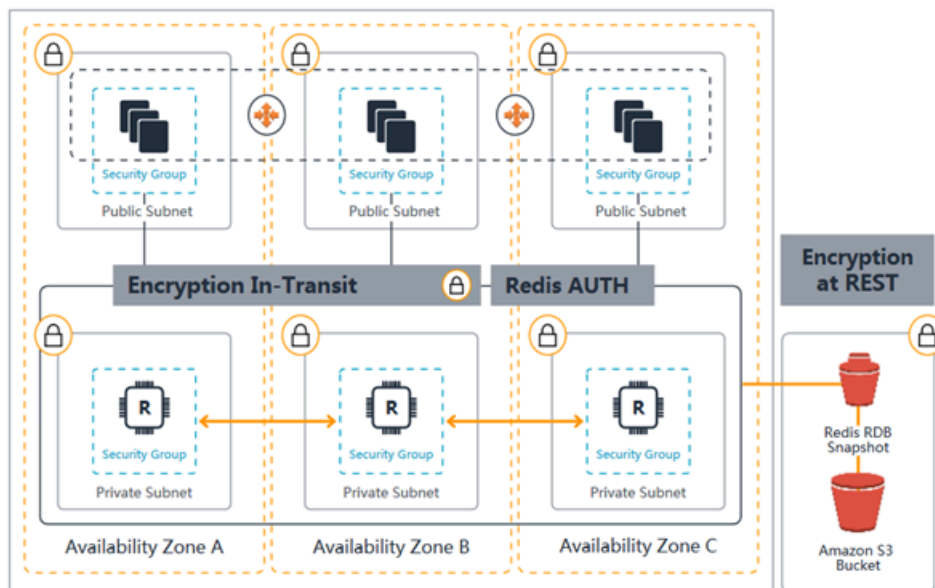 Security Group
Security Group
Security Group
Public Subnet
Public Subnet
Public Subnet
Encryption In-Transit
Redis AUTH
Encryption
at REST
R
R
R
Security Group
Security Group
Security Group
Private Subnet
Private Subnet
Private Subnet
Availability Zone A
Availability Zone B
Availability Zone C
Redis RDB
Snapshot
Amazon S3
Bucket